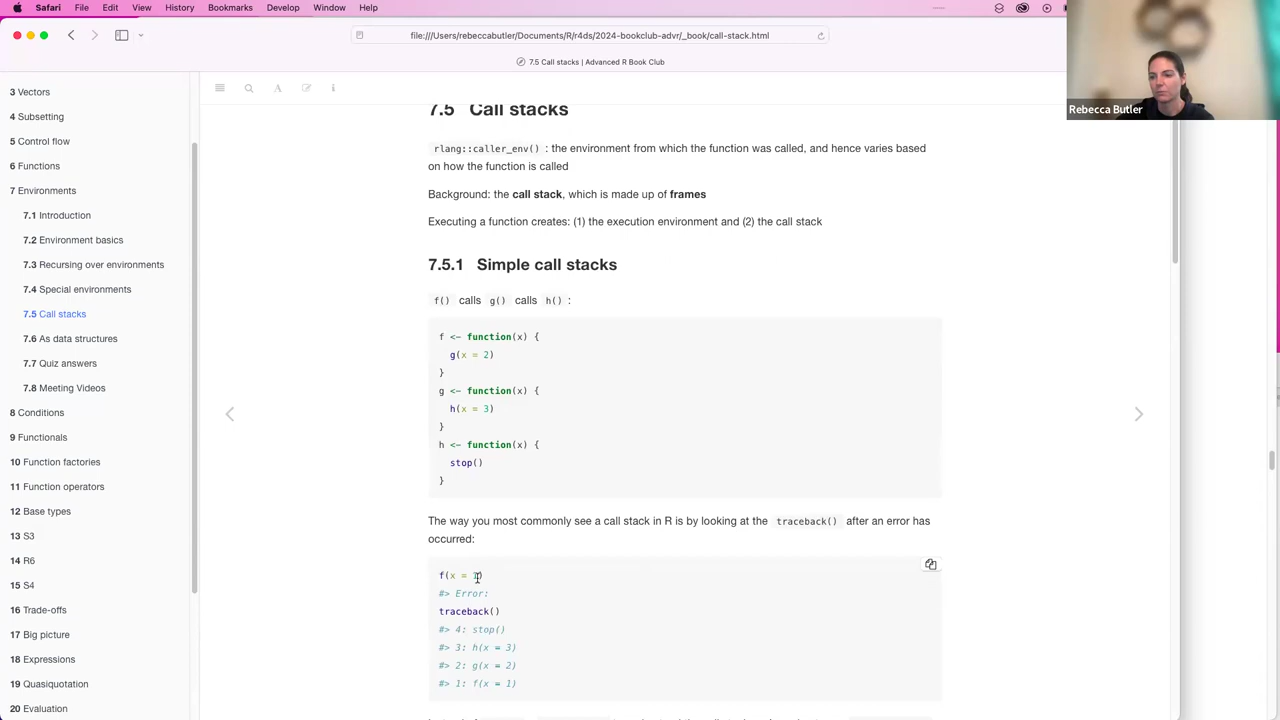 Safari File Edit View History Bookmarks Develop Window Help
file:///Users/rebeccabutler/Documents/R/r4ds/2024-bookclub-advr/_book/call-stack.html
7.5 Call stacks | Advanced R Book Club
Rebecca Butler
3 Vectors
4 Subsetting
5 Control flow
6 Functions
7 Environments
7.1 Introduction
7.2 Environment basics
7.3 Recursing over environments
7.4 Special environments
7.5 Call stacks
7.6 As data structures
7.7 Quiz answers
7.8 Meeting Videos
8 Conditions
9 Functionals
10 Function factories
11 Function operators
12 Base types
13 S3
14 R6
15 S4
16 Trade-offs
17 Big picture
18 Expressions
19 Quasiquotation
20 Evaluation
7.5 Call stacks
rlang::caller_env() : the environment from which the function was called, and hence varies based
on how the function is called
Background: the call stack, which is made up of frames
Executing a function creates: (1) the execution environment and (2) the call stack
7.5.1 Simple call stacks
f() calls g() calls h() :
f <- function(x) {
g(x = 2)
}
g <- function(x) {
h(x = 3)
}
h <- function(x) {
stop()
}
The way you most commonly see a call stack in R is by looking at the traceback() after an error has
occurred:
f(x = 1)
#> Error:
traceback()
#> 4: stop()
#> 3: h(x = 3)
#> 2: g(x = 2)
#> 1: f(x = 1)